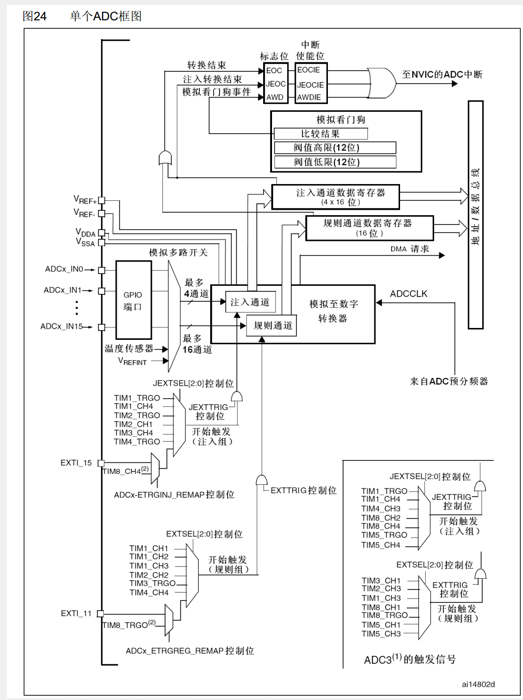 图24 单个ADC框图
标志位
中断
使能位
转换结束
注入转换结束
模拟看门狗事件
EOC
JEOC
AWD
EOCIE
JEOCIE
AWDIE
至NVIC的ADC中断
模拟看门狗
比较结果
阀值高限(12位)
阀值低限(12位)
地址/数据总线
注入通道数据寄存器
(4 x 16位)
规则通道数据寄存器
(16位)
VREF+
VREF-
VDDA
VSSA
DMA 请求
模拟多路开关
ADCx_IN0
ADCx_IN1
ADCx_IN15
GPIO
端口
最多
4通道
注入通道
规则通道
模拟至数字
转换器
ADCCLK
最多
16通道
温度传感器
VREFINT
来自ADC预分频器
JEXTSEL[2:0]控制位
TIM1_TRGO
TIM1_CH4
TIM2_TRGO
TIM2_CH1
TIM3_CH4
TIM4_TRGO
JEXTTRIG
控制位
开始触发
(注入组)
EXTI_15
TIM8_CH4(2)
ADCx-ETRGINJ_REMAP控制位
EXTTRIG控制位
EXTSEL[2:0]控制位
TIM1_CH1
TIM1_CH2
TIM1_CH3
TIM2_CH2
TIM3_TRGO
TIM4_CH4
开始触发
(规则组)
EXTI_11
TIM8_TRGO(2)
ADCx_ETRGREG_REMAP控制位
JEXTSEL[2:0]控制位
TIM1_TRGO
TIM1_CH4
TIM4_CH3
TIM8_CH2
TIM8_CH4
TIM5_TRGO
TIM5_CH4
JEXTTRIG
控制位
开始触发
(注入组)
EXTSEL[2:0]控制位
TIM3_CH1
TIM2_CH3
TIM1_CH3
TIM8_CH1
TIM8_TRGO
TIM5_CH1
TIM5_CH3
EXTTRIG
控制位
开始触发
(规则组)
ADC3(1)的触发信号
ai14802d